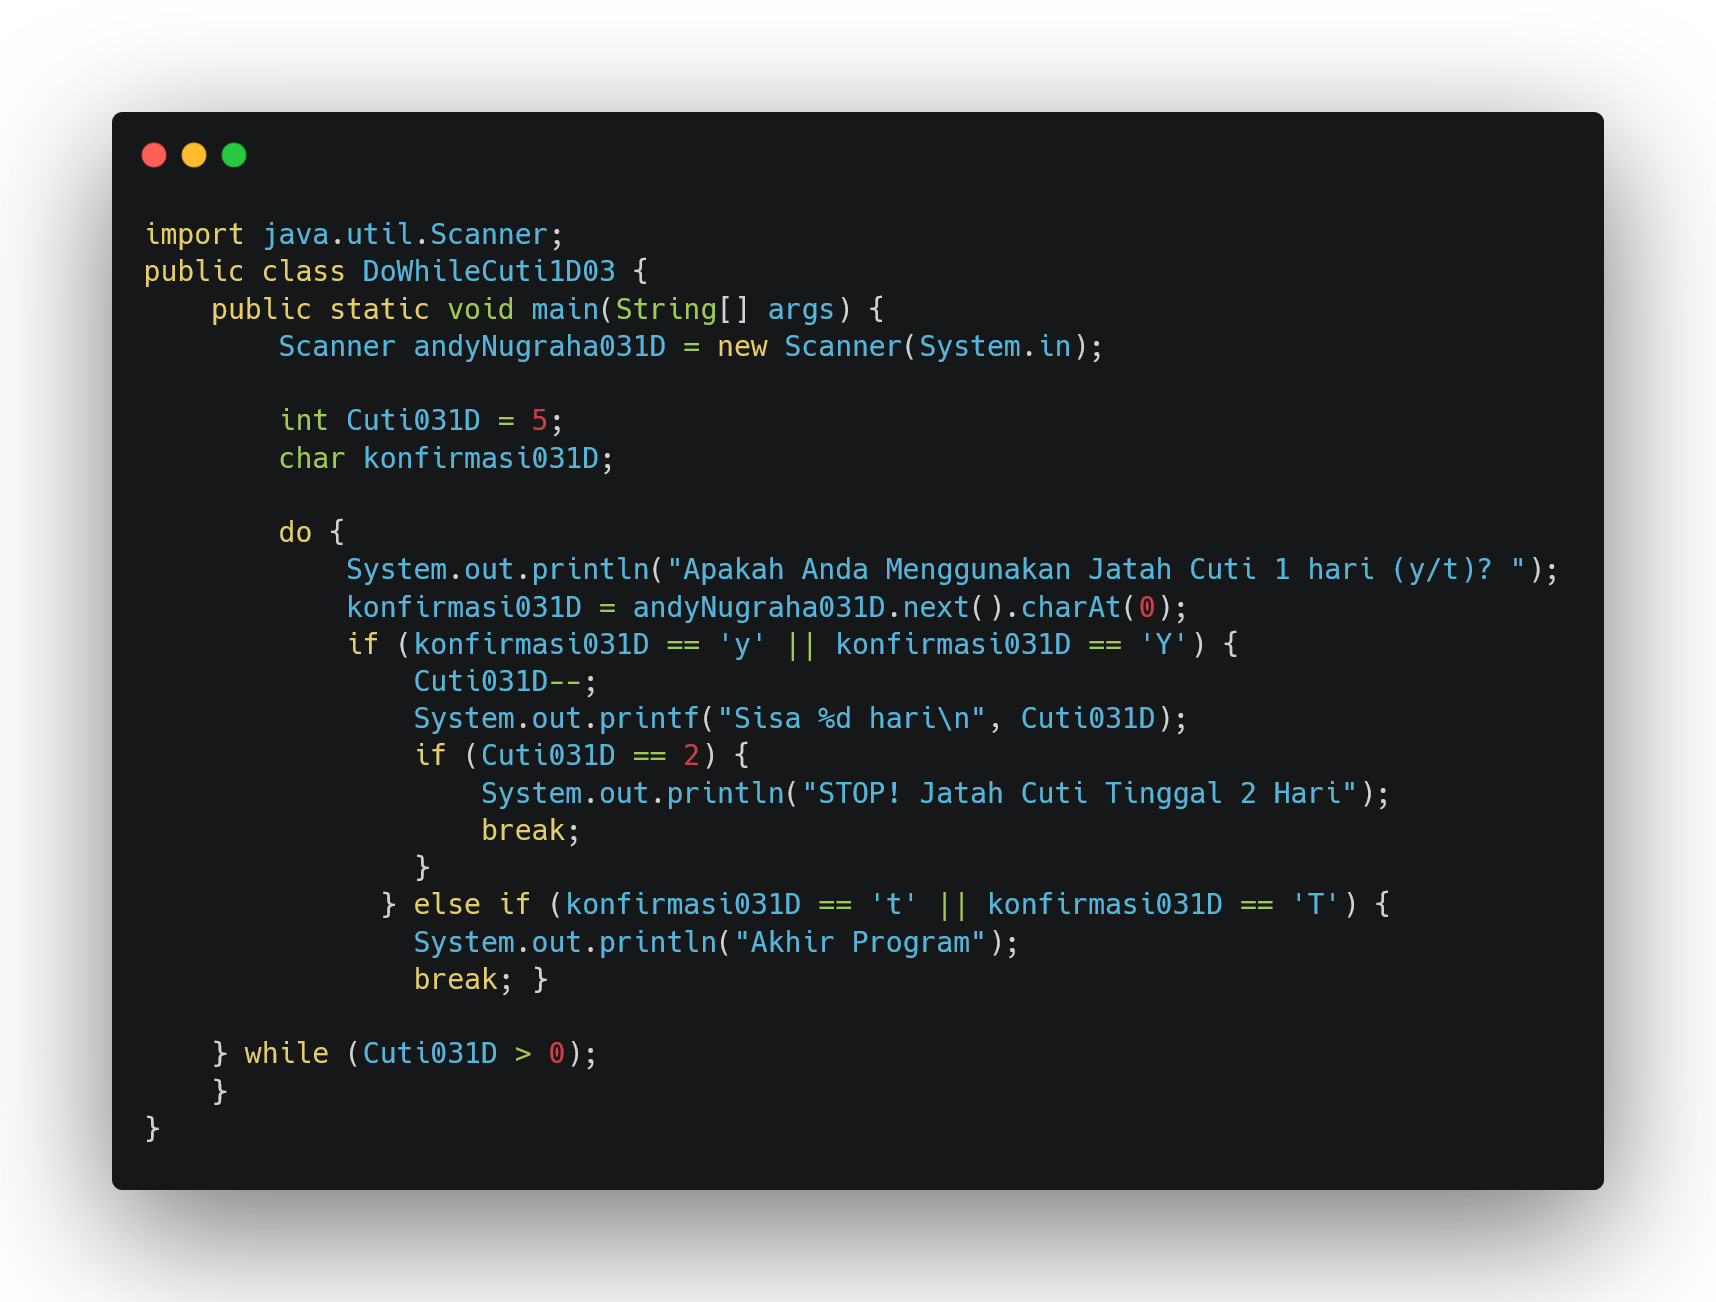 import java.util.Scanner;
public class DoWhileCuti1D03 {
    public static void main(String[] args) {
        Scanner andyNugraha031D = new Scanner(System.in);

        int Cuti031D = 5;
        char konfirmasi031D;

        do {
            System.out.println("Apakah Anda Menggunakan Jatah Cuti 1 hari (y/t)? ");
            konfirmasi031D = andyNugraha031D.next().charAt(0);
            if (konfirmasi031D == 'y' || konfirmasi031D == 'Y') {
                Cuti031D--;
                System.out.printf("Sisa %d hari\n", Cuti031D);
                if (Cuti031D == 2) {
                    System.out.println("STOP! Jatah Cuti Tinggal 2 Hari");
                    break;
                }
              } else if (konfirmasi031D == 't' || konfirmasi031D == 'T') {
                System.out.println("Akhir Program");
                break; }

    } while (Cuti031D > 0);
    }
}